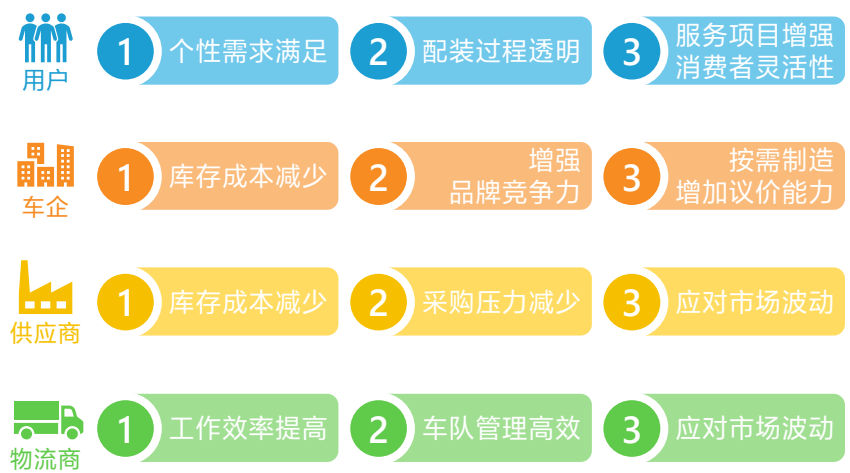 用户
1
个性需求满足
2
配装过程透明
3
服务项目增强
消费者灵活性
车企
1
库存成本减少
2
增强
品牌竞争力
3
按需制造
增加议价能力
供应商
1
库存成本减少
2
采购压力减少
3
应对市场波动
物流商
1
工作效率提高
2
车队管理高效
3
应对市场波动